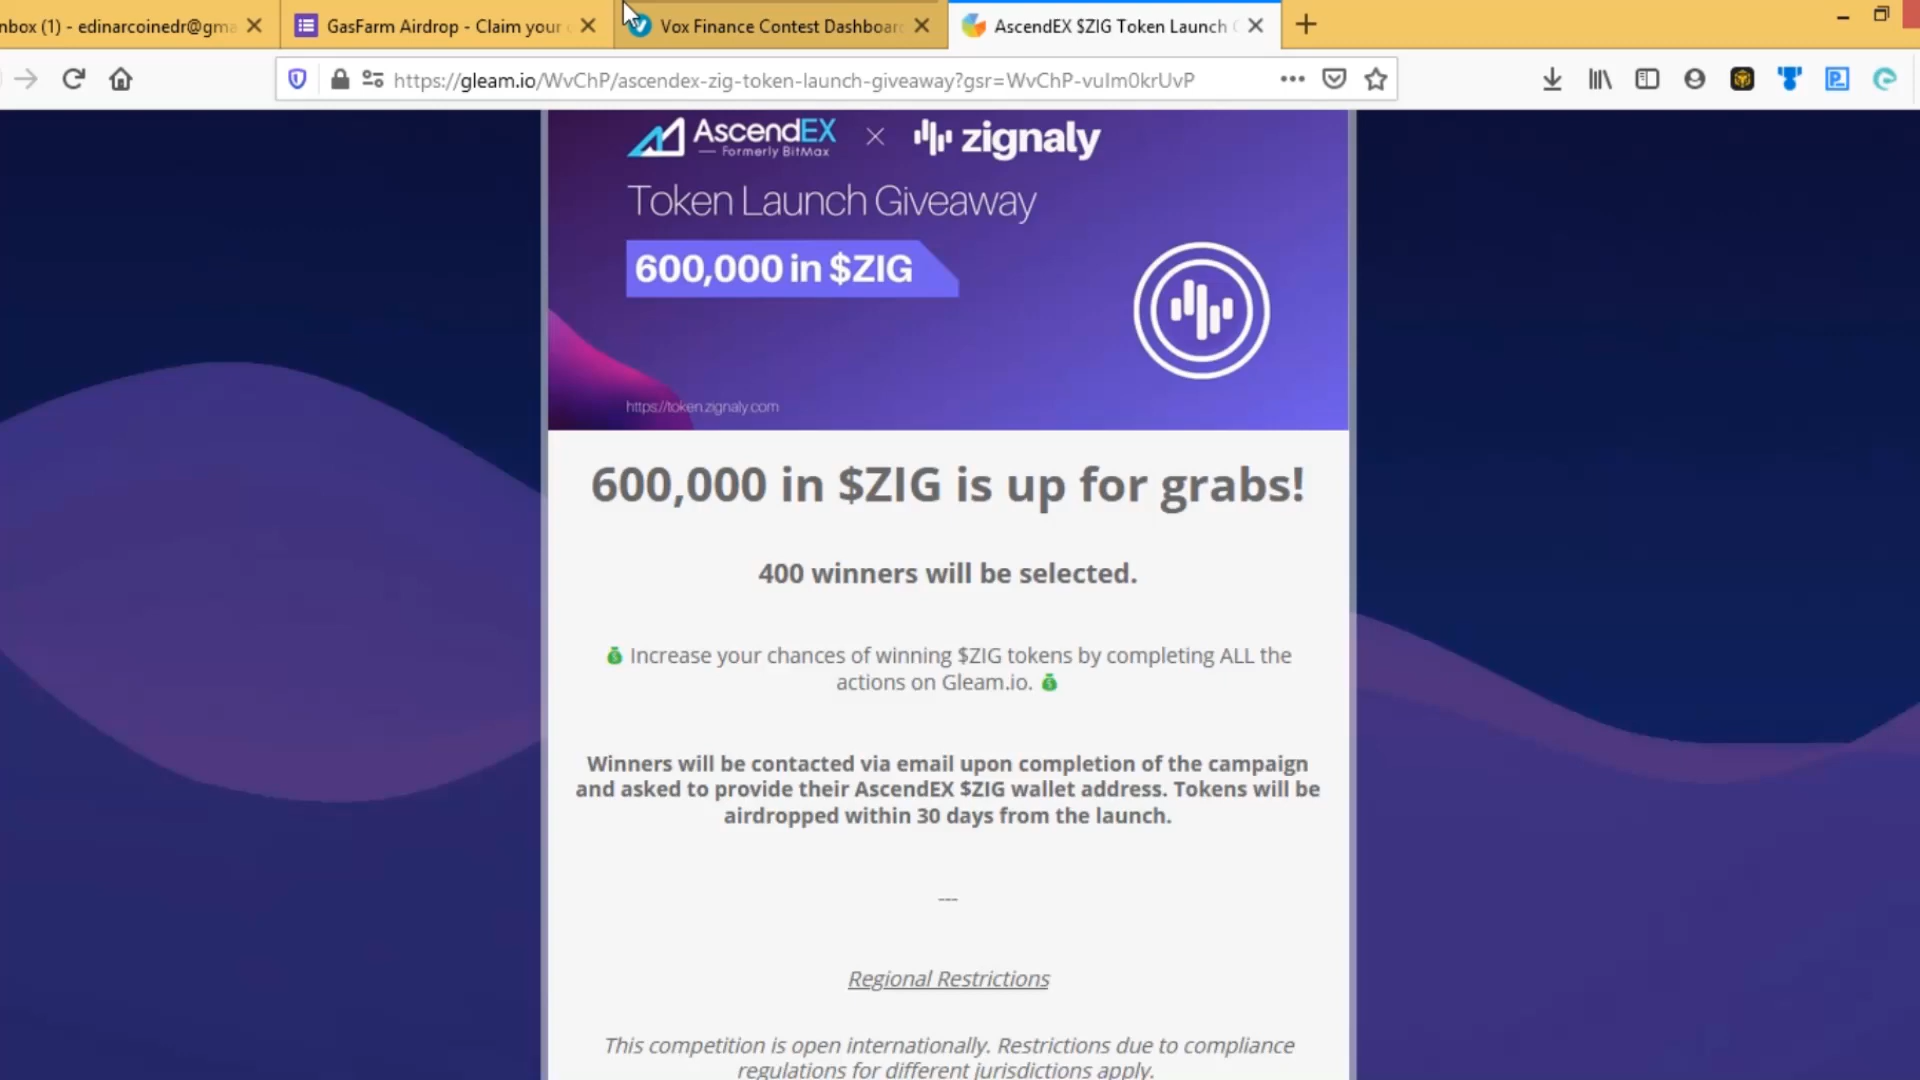 nbox (1) - edinarcoinedr@gma
GasFarm Airdrop - Claim your
Vox Finance Contest Dashboar
AscendEX $ZIG Token Launch
https://gleam.io/WvChP/ascendex-zig-token-launch-giveaway?gsr=WvChP-vuIm0krUvP
AscendEX × zignaly
Formerly BitMax
Token Launch Giveaway
600,000 in $ZIG
https://token.zignaly.com
600,000 in $ZIG is up for grabs!
400 winners will be selected.
Increase your chances of winning $ZIG tokens by completing ALL the
actions on Gleam.io.
Winners will be contacted via email upon completion of the campaign
and asked to provide their AscendEX $ZIG wallet address. Tokens will be
airdropped within 30 days from the launch.
---
Regional Restrictions
This competition is open internationally. Restrictions due to compliance
regulations for different jurisdictions apply.